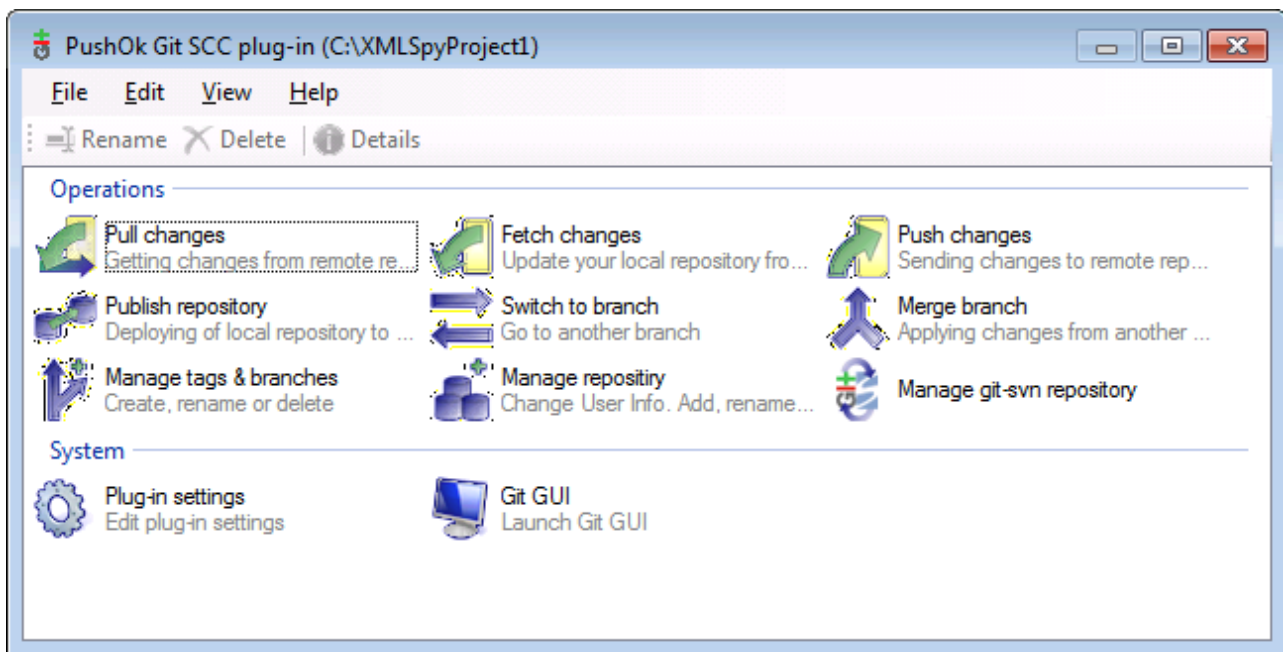 PushOk Git SCC plug-in (C:\XMLSpyProject1)
File Edit View Help
Rename Delete Details
Operations
Pull changes
Getting changes from remote re...
Fetch changes
Update your local repository fro...
Push changes
Sending changes to remote rep...
Publish repository
Deploying of local repository to ...
Switch to branch
Go to another branch
Merge branch
Applying changes from another ...
Manage tags & branches
Create, rename or delete
Manage repositiry
Change User Info. Add, rename...
Manage git-svn repository
System
Plug-in settings
Edit plug-in settings
Git GUI
Launch Git GUI